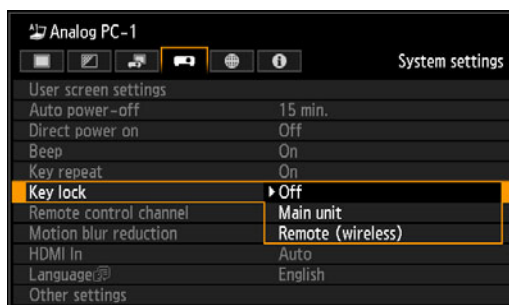 Analog PC-1
System settings
User screen settings
Auto power-off 15 min.
Direct power on Off
Beep On
Key repeat On
Key lock Off
Main unit
Remote control channel
Remote (wireless)
Motion blur reduction
HDMI In Auto
Language English
Other settings